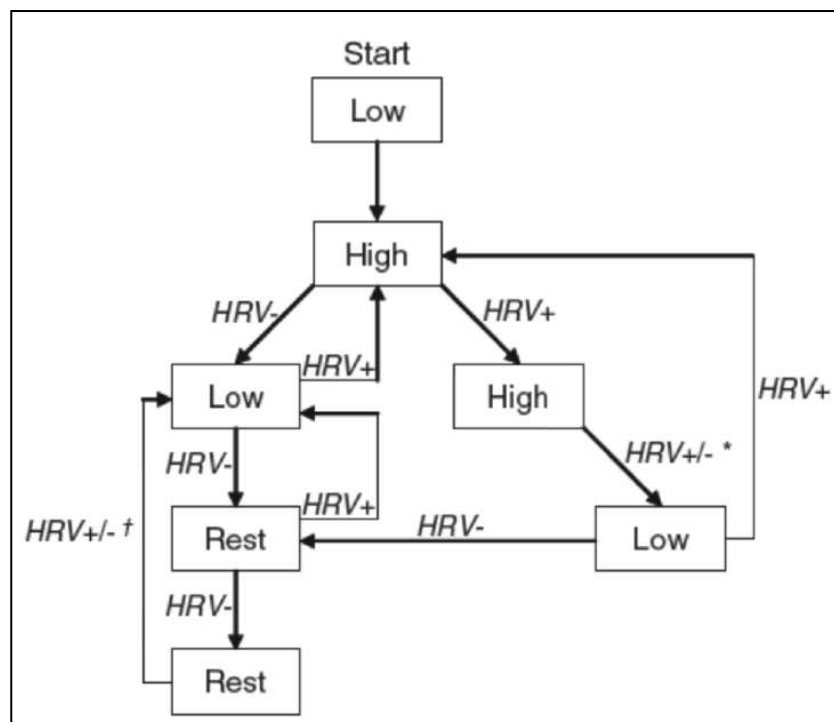 Start
Low
High
HRV-
HRV+
HRV+
Low
High
HRV+
HRV-
HRV+/- *
HRV+
HRV+/- †
Rest
HRV-
Low
HRV-
Rest